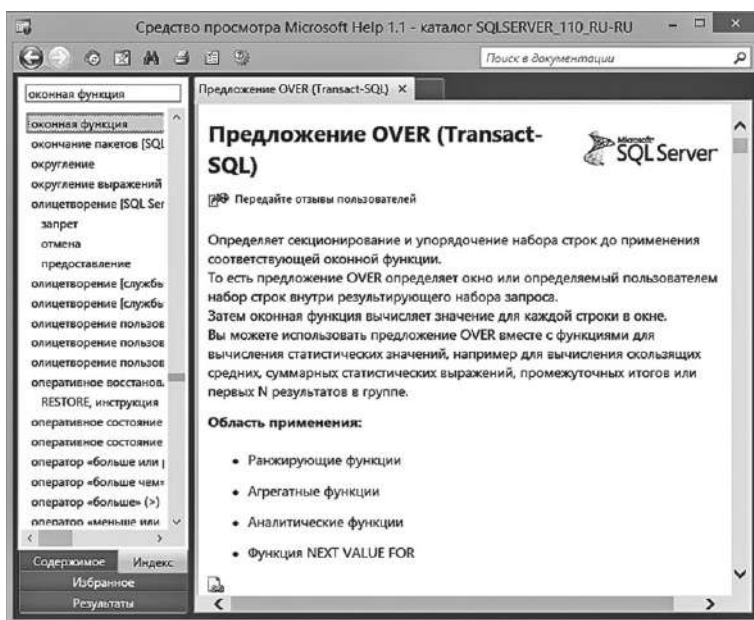 Средство просмотра Microsoft Help 1.1 - каталог SQLSERVER_110_RU-RU
Поиск в документации
оконная функция
оконная функция
окончание пакетов [SQL
округление
округление выражений
олицетворение [SQL Ser
запрет
отмена
предоставление
олицетворение [службы
олицетворение [службы
олицетворение пользов
олицетворение пользов
олицетворение пользов
оперативное восстанов.
RESTORE, инструкция
оперативное состояние
оперативное состояние
оператор «больше или
оператор «больше чем»
оператор «больше» (>)
оператор «меньше или
Содержимое Индекс
Избранное
Результаты
Предложение OVER (Transact-SQL) ×
Предложение OVER (Transact-
SQL)
Microsoft
SQL Server
Передайте отзывы пользователей
Определяет секционирование и упорядочение набора строк до применения
соответствующей оконной функции.
То есть предложение OVER определяет окно или определяемый пользователем
набор строк внутри результирующего набора запроса.
Затем оконная функция вычисляет значение для каждой строки в окне.
Вы можете использовать предложение OVER вместе с функциями для
вычисления статистических значений, например для вычисления скользящих
средних, суммарных статистических выражений, промежуточных итогов или
первых N результатов в группе.
Область применения:
• Ранжирующие функции
• Агрегатные функции
• Аналитические функции
• Функция NEXT VALUE FOR